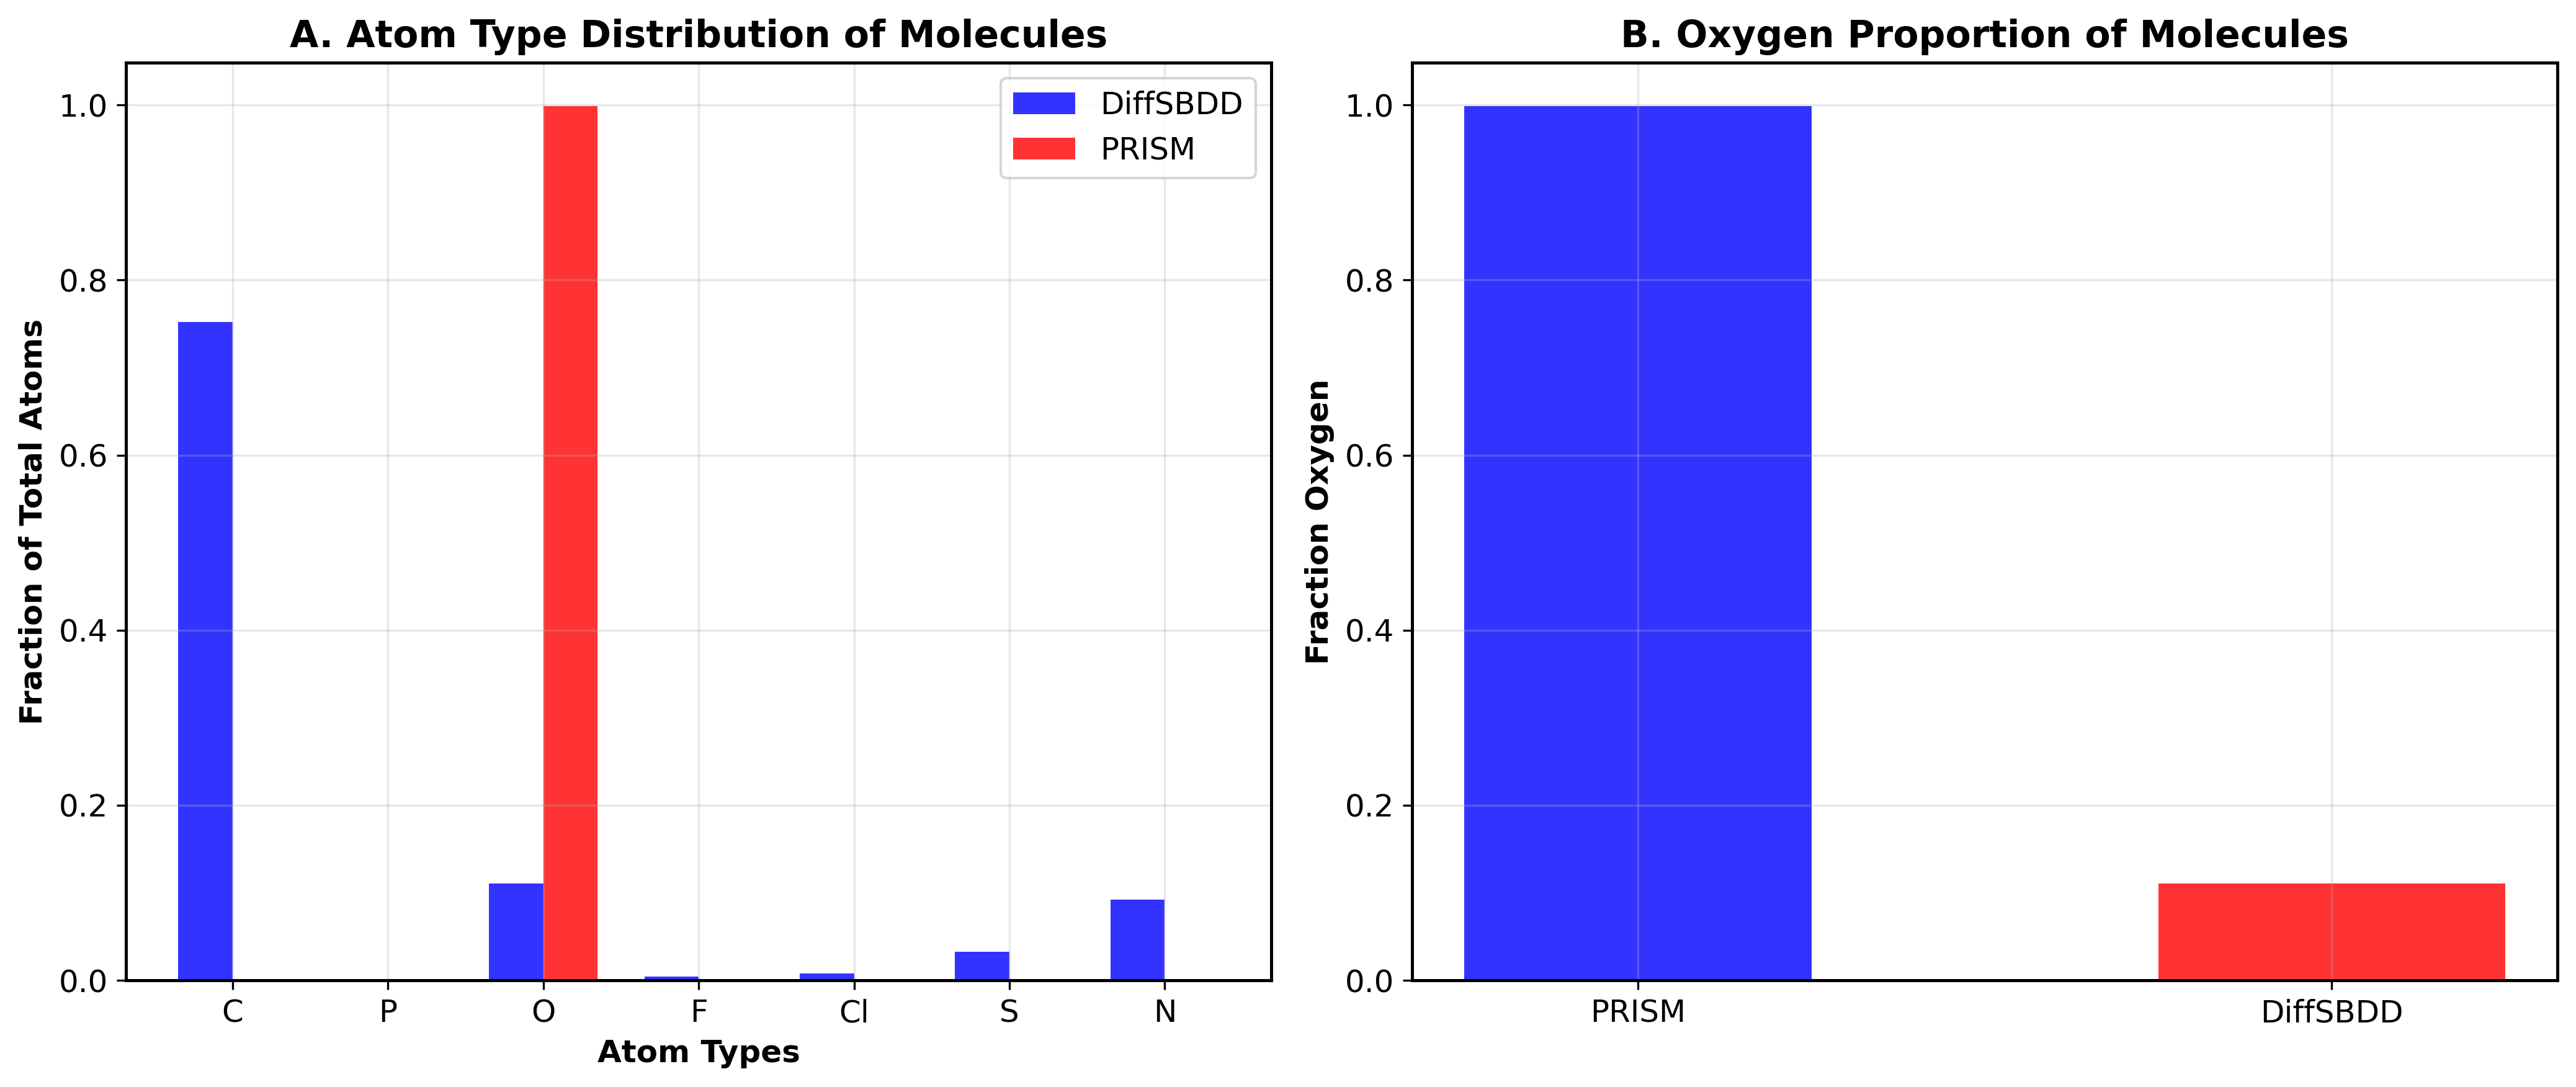 A. Atom Type Distribution of Molecules
Fraction of Total Atoms
1.0
0.8
0.6
0.4
0.2
0.0
DiffSBDD
PRISM
C P O F Cl S N
Atom Types
B. Oxygen Proportion of Molecules
Fraction Oxygen
1.0
0.8
0.6
0.4
0.2
0.0
PRISM DiffSBDD